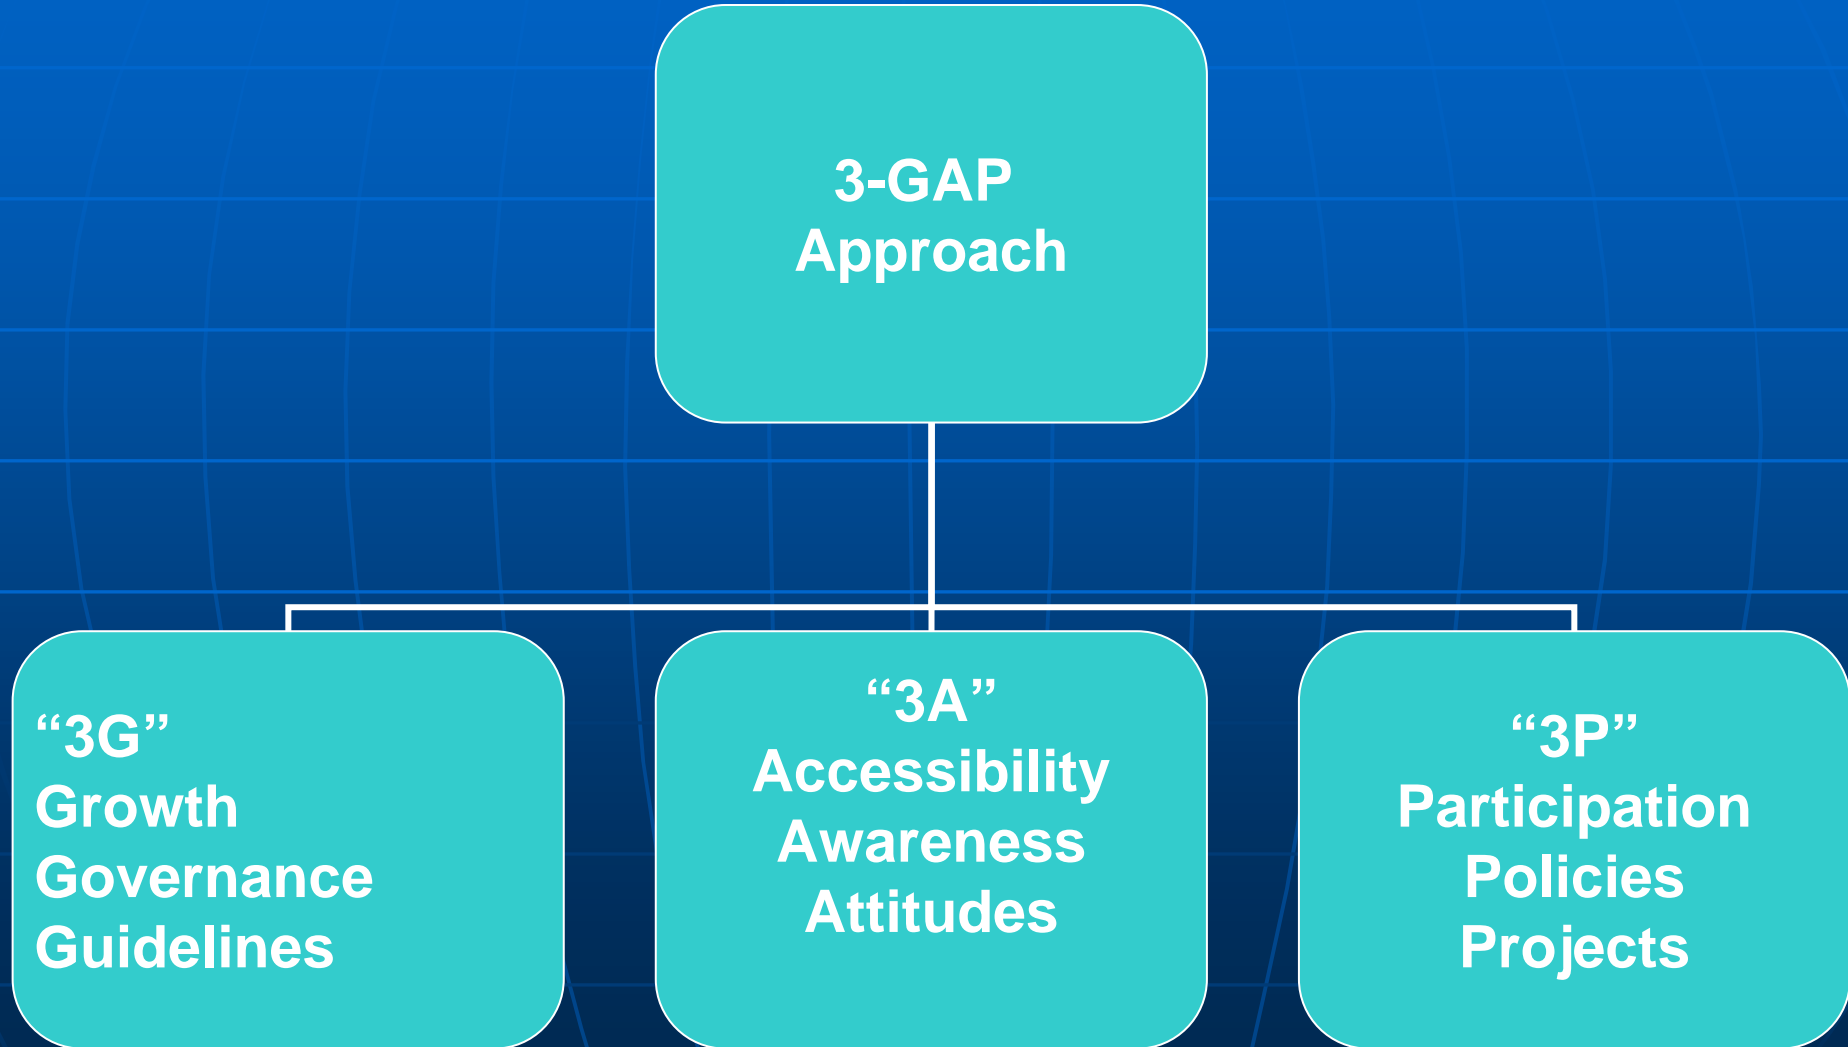 3-GAP
Approach
“3G”
Growth
Governance
Guidelines
“3A”
Accessibility
Awareness
Attitudes
“3P”
Participation
Policies
Projects